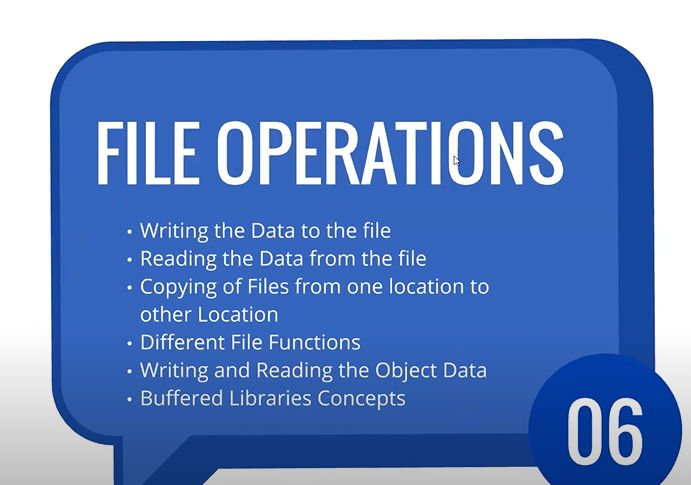 FILE OPERATIONS
• Writing the Data to the file
• Reading the Data from the file
• Copying of Files from one location to
other Location
• Different File Functions
• Writing and Reading the Object Data
• Buffered Libraries Concepts
06